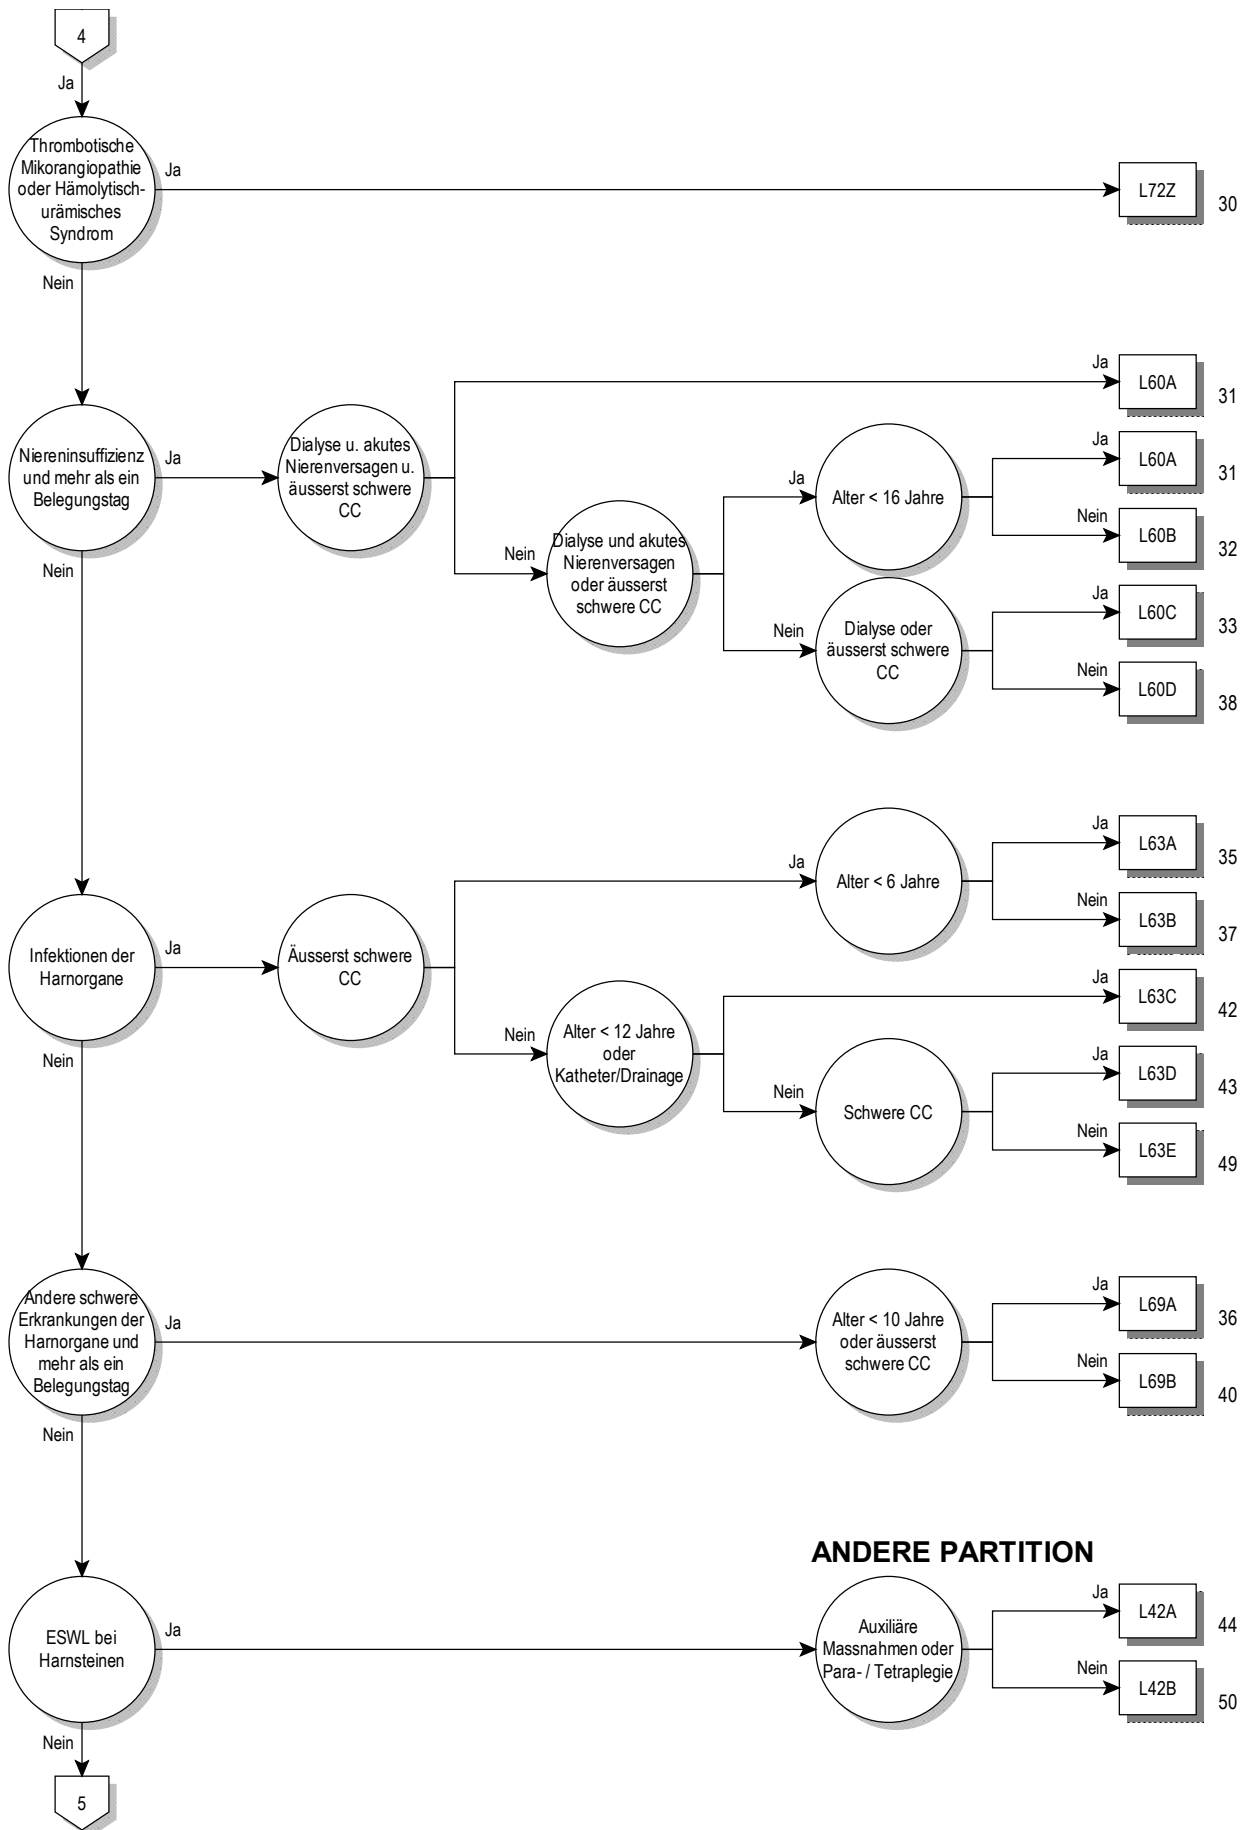 4
Ja
Thrombotische
Mikorangiopathie
oder Hämolytisch-
urämisches
Syndrom
Ja
L72Z
30
Nein
Niereninsuffizienz
und mehr als ein
Belegungstag
Ja
Dialyse u. akutes
Nierenversagen u.
äusserst schwere
CC
Ja
L60A
31
Nein
Dialyse und akutes
Nierenversagen
oder äusserst
schwere CC
Ja
Alter < 16 Jahre
Ja
L60A
31
Nein
L60B
32
Nein
Dialyse oder
äusserst schwere
CC
Ja
L60C
33
Nein
L60D
38
Nein
Infektionen der
Harnorgane
Ja
Äusserst schwere
CC
Ja
Alter < 6 Jahre
Ja
L63A
35
Nein
L63B
37
Nein
Alter < 12 Jahre
oder
Katheter/Drainage
Ja
L63C
42
Nein
Schwere CC
Ja
L63D
43
Nein
L63E
49
Nein
Andere schwere
Erkrankungen der
Harnorgane und
mehr als ein
Belegungstag
Ja
Alter < 10 Jahre
oder äusserst
schwere CC
Ja
L69A
36
Nein
L69B
40
Nein
ANDERE PARTITION
ESWL bei
Harnsteinen
Ja
Auxiliäre
Massnahmen oder
Para- / Tetraplegie
Ja
L42A
44
Nein
L42B
50
Nein
5